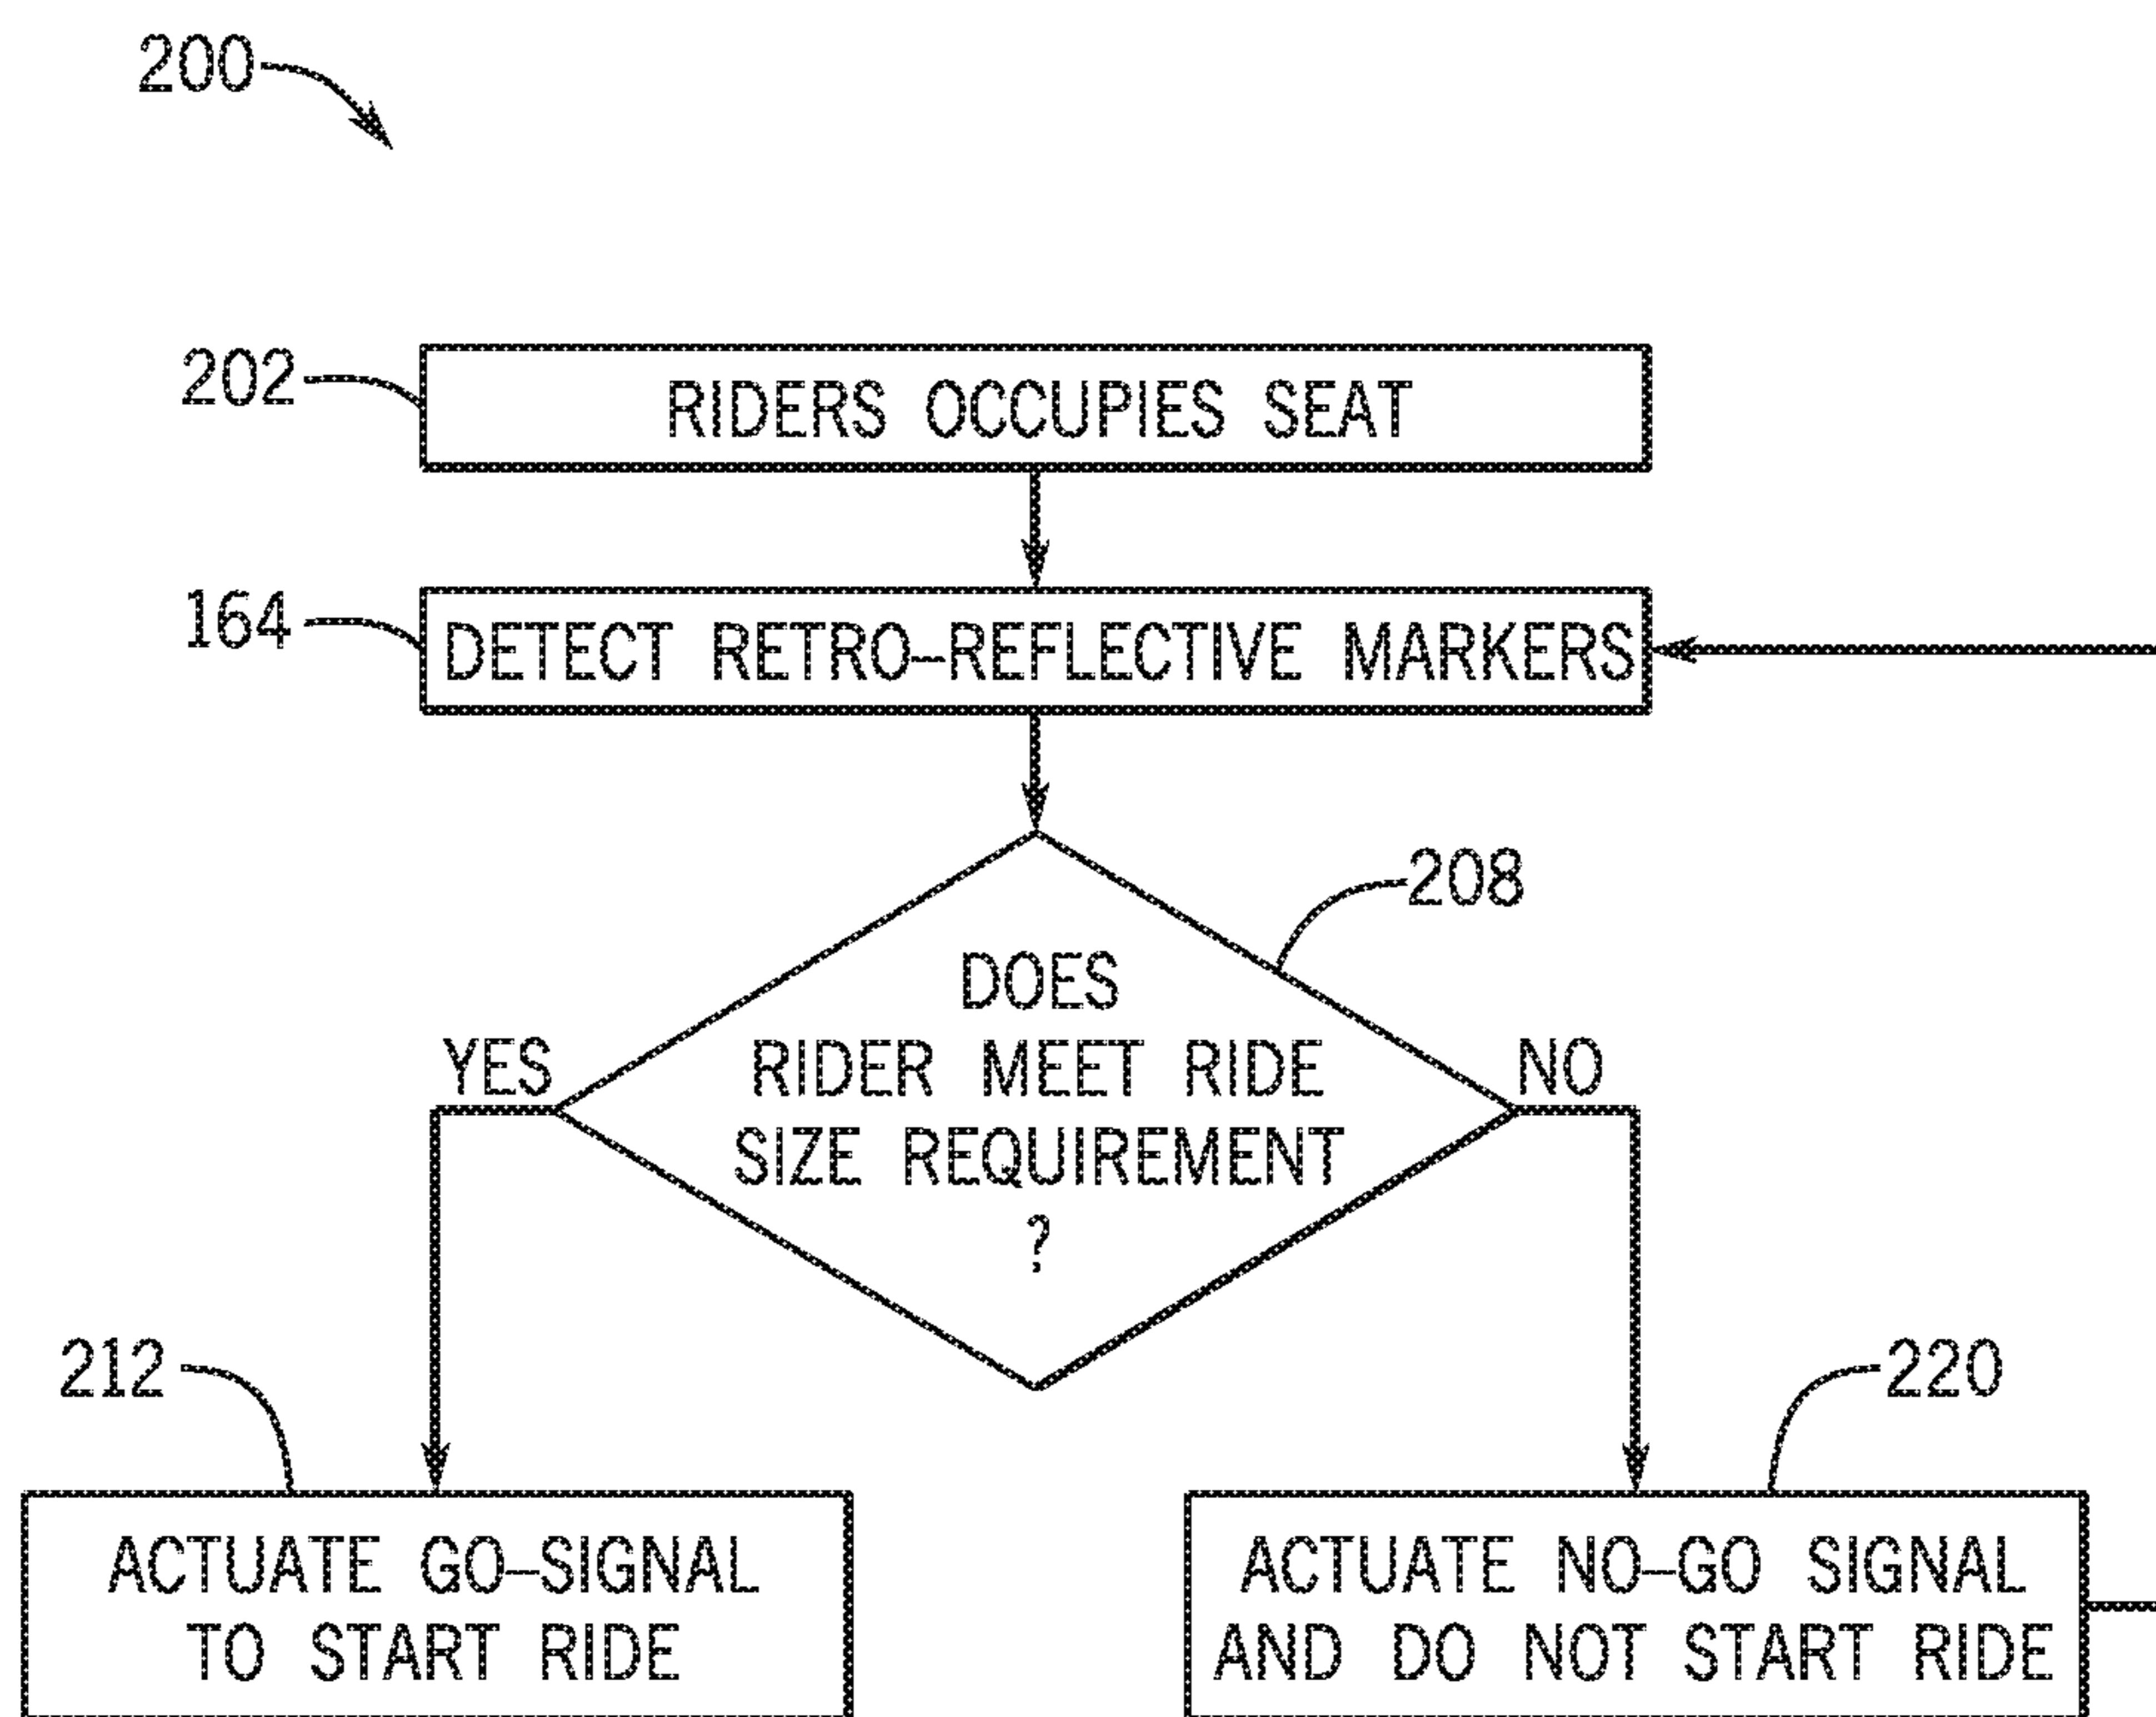 200
202
RIDERS OCCUPIES SEAT
164
DETECT RETRO-REFLECTIVE MARKERS
208
DOES
RIDER MEET RIDE
SIZE REQUIREMENT
?
YES
NO
212
220
ACTUATE GO-SIGNAL
TO START RIDE
ACTUATE NO-GO SIGNAL
AND DO NOT START RIDE